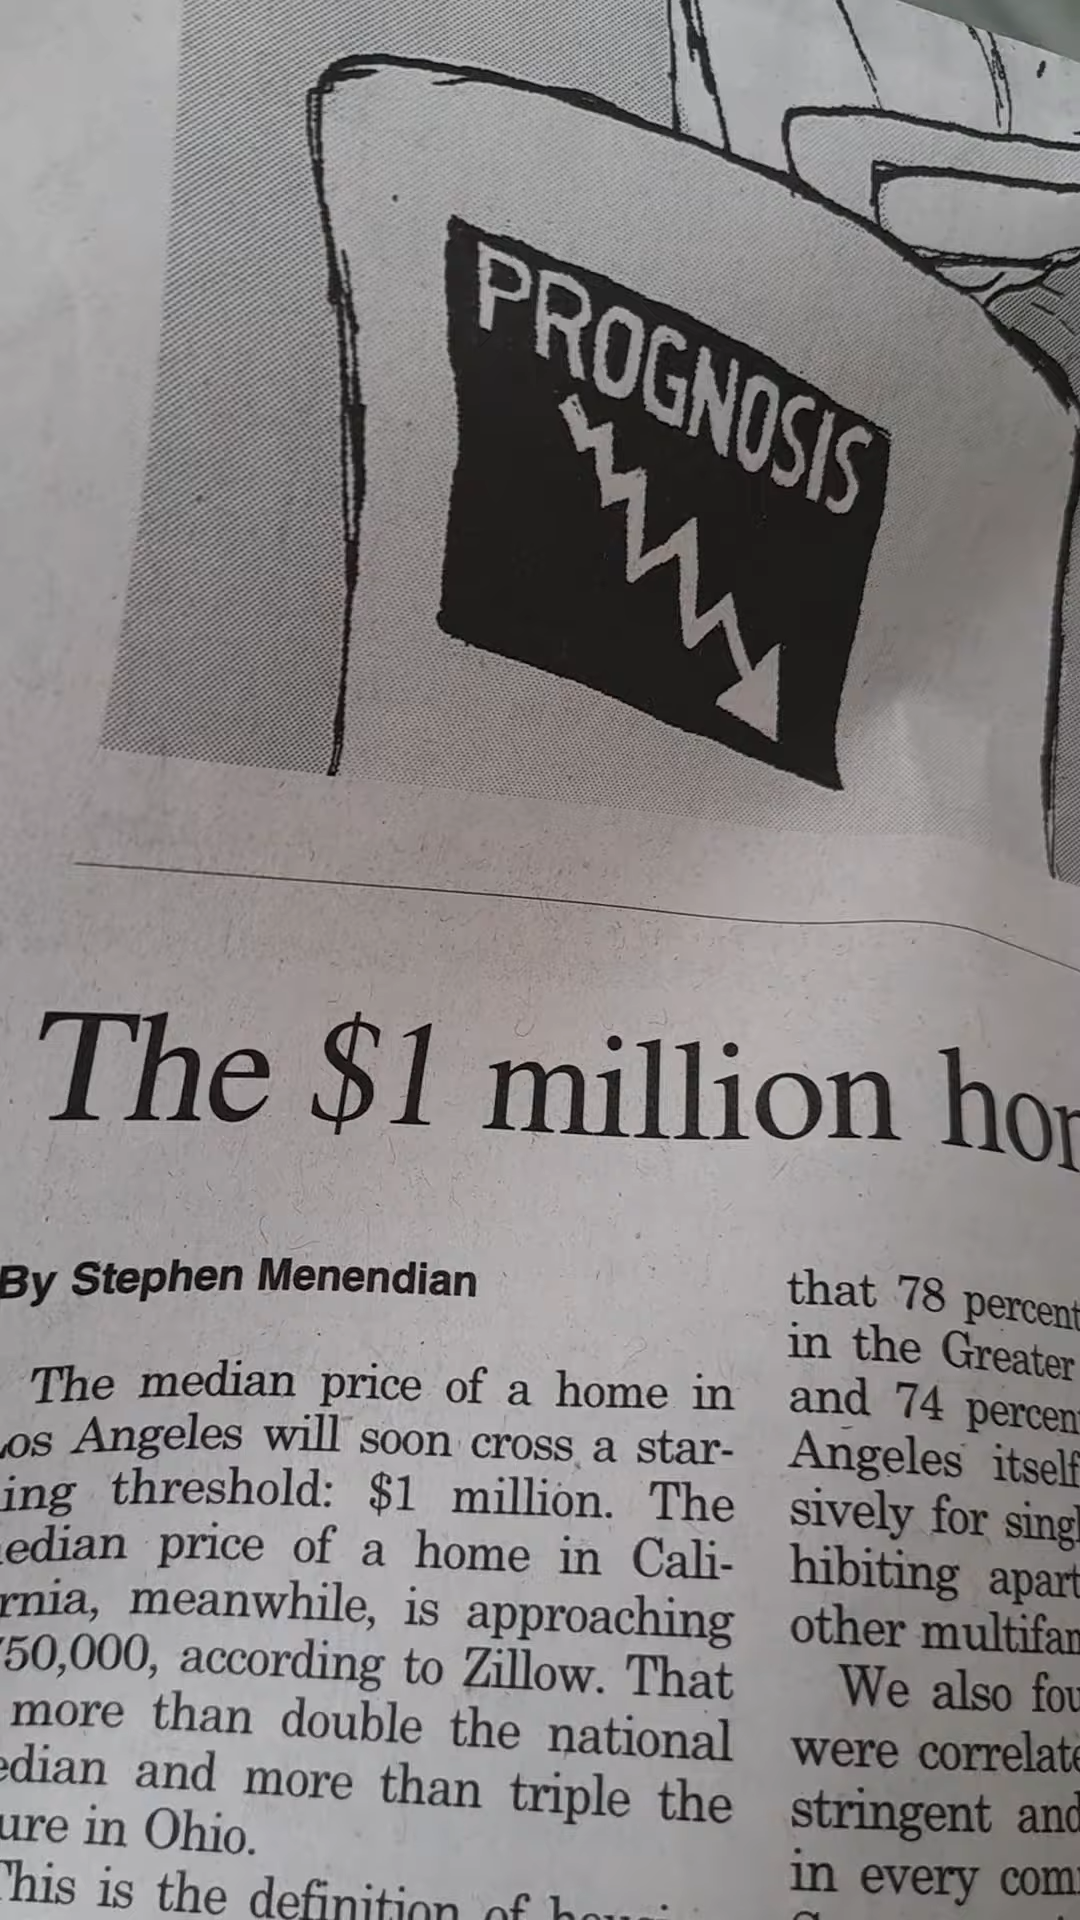 PROGNOSIS
The $1 million
By Stephen Menendian
The median price of a home in
Los Angeles will soon cross a star-
ing threshold: $1 million. The
edian price of a home in Cali-
rnia, meanwhile, is approaching
50,000, according to Zillow. That
more than double the national
edian and more than triple the
ure in Ohio.
This is the definition of
that 78 percent
in the Greater
and 74 percen
Angeles itself
sively for singl
hibiting apart
other multifam
We also fou
were correlate
stringent and
in every com